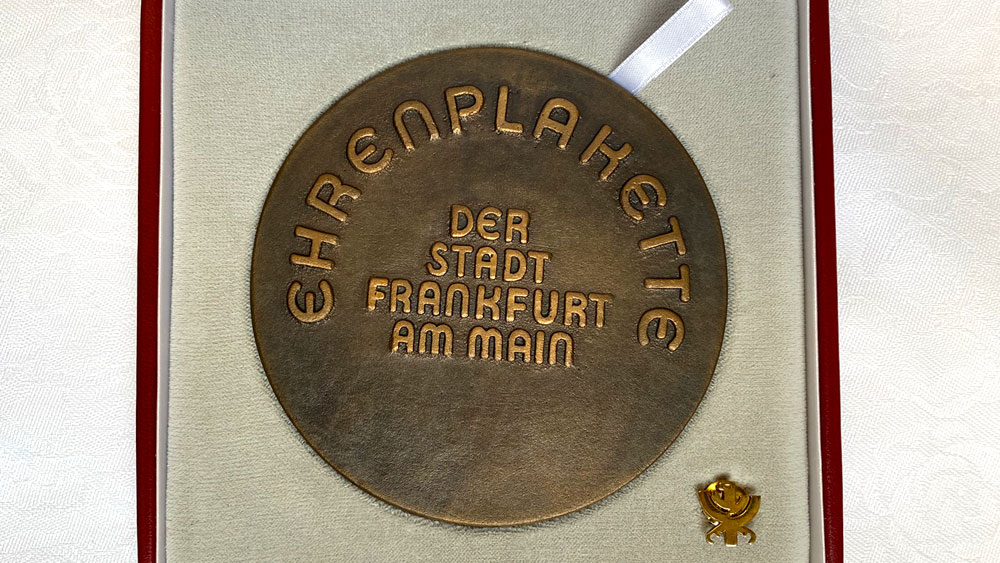 EHRENPLAKETTE
DER
STADT
FRANKFURT
AM MAIN